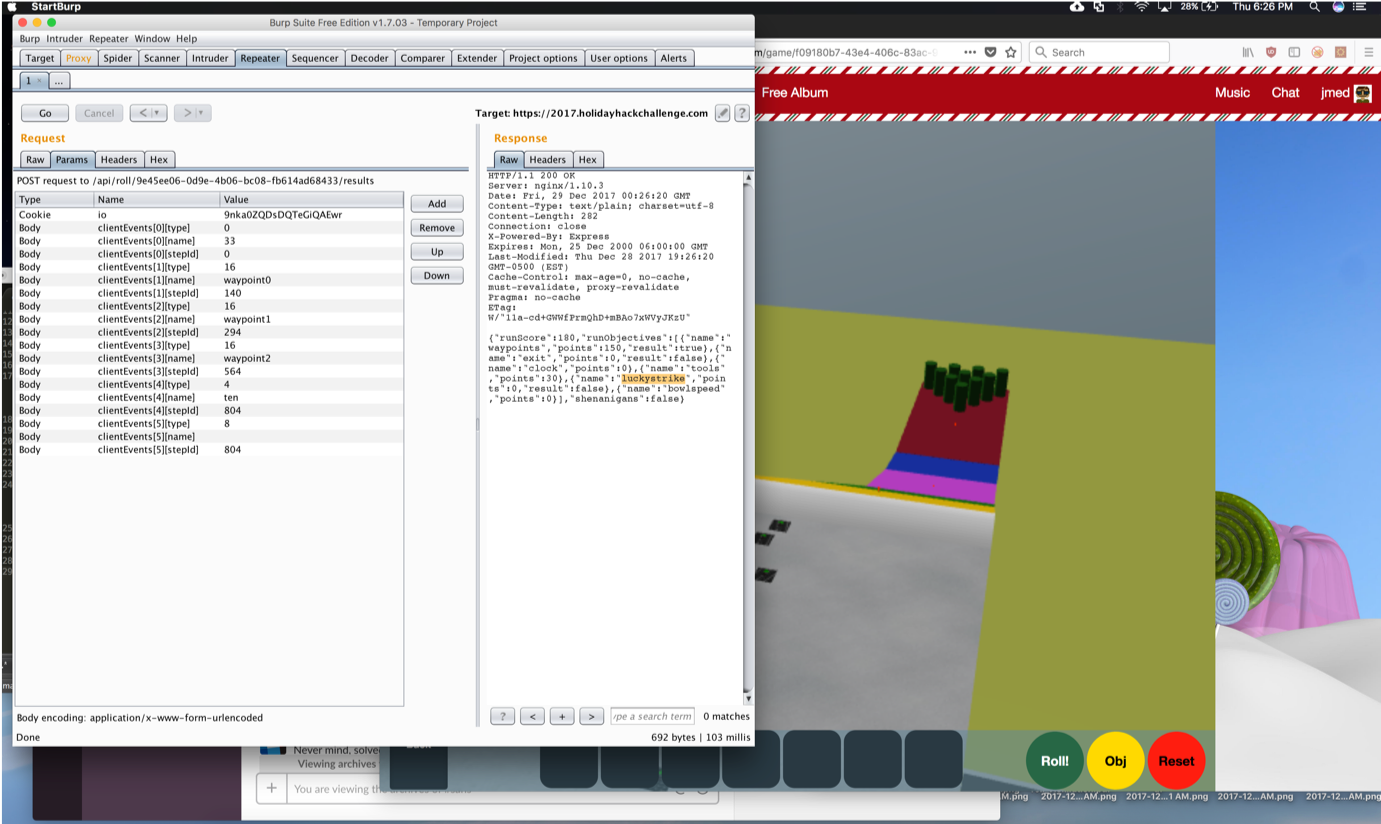 StartBurp
28%
Thu 6:26 PM
Burp Suite Free Edition v1.7.03 - Temporary Project
Burp Intruder Repeater Window Help
Target Proxy Spider Scanner Intruder Repeater Sequencer Decoder Comparer Extender Project options User options Alerts
1 × ...
Go Cancel < > Target: https://2017.holidayhackchallenge.com ?
Request
Raw Params Headers Hex
POST request to /api/roll/9e45ee06-0d9e-4b06-bc08-fb614ad68433/results
Type Name Value
Cookie io 9nka0ZQDsDQTeGiQAEwr
Body clientEvents[0][type] 0
Body clientEvents[0][name] 33
Body clientEvents[0][stepId] 0
Body clientEvents[1][type] 16
Body clientEvents[1][name] waypoint0
Body clientEvents[1][stepId] 140
Body clientEvents[2][type] 16
Body clientEvents[2][name] waypoint1
Body clientEvents[2][stepId] 294
Body clientEvents[3][type] 16
Body clientEvents[3][name] waypoint2
Body clientEvents[3][stepId] 564
Body clientEvents[4][type] 4
Body clientEvents[4][name] ten
Body clientEvents[4][stepId] 804
Body clientEvents[5][type] 8
Body clientEvents[5][name]
Body clientEvents[5][stepId] 804
Add
Remove
Up
Down
Body encoding: application/x-www-form-urlencoded
Done
Response
Raw Headers Hex
HTTP/1.1 200 OK
Server: nginx/1.10.3
Date: Fri, 29 Dec 2017 00:26:20 GMT
Content-Type: text/plain; charset=utf-8
Content-Length: 282
Connection: close
X-Powered-By: Express
Expires: Mon, 25 Dec 2000 06:00:00 GMT
Last-Modified: Thu Dec 28 2017 19:26:20
GMT-0500 (EST)
Cache-Control: max-age=0, no-cache,
must-revalidate, proxy-revalidate
Pragma: no-cache
ETag:
W/"11a-cd+GWWfPrmQhD+mBAo7xWVyJKzU"
{"runScore":180,"runObjectives":[{"name":"
waypoints","points":150,"result":true},{"n
ame":"exit","points":0,"result":false},{"
name":"clock","points":0},{"name":"tools"
,"points":30},{"name":"luckystrike","poin
ts":0,"result":false},{"name":"bowlspeed"
,"points":0}],"shenanigans":false}
? < + > 0 matches
692 bytes | 103 millis
m/game/f09180b7-43e4-406c-83ac-9
Search
Free Album
Music Chat jmed
Roll! Obj Reset
Never mind, solve
Viewing archives
You are viewing th
M.png 2017-12...AM.png 2017-12...1 AM.png 2017-12...AM.png 2017-12...AM.png